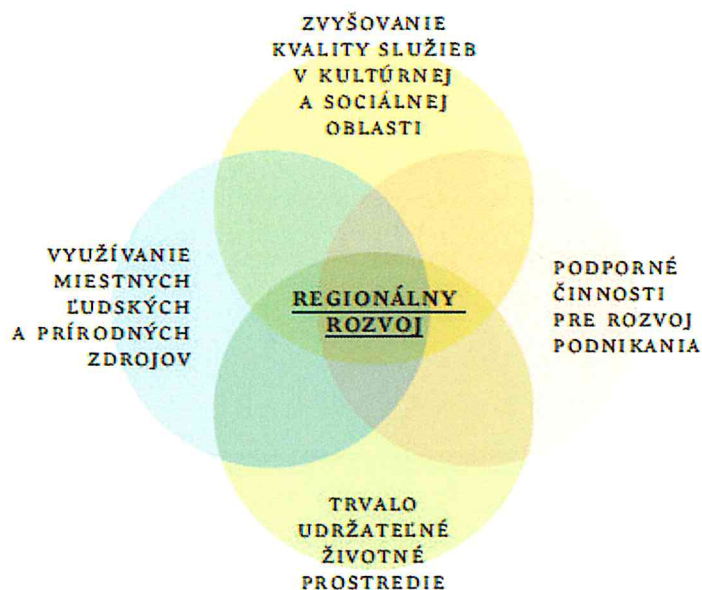 ZVYŠOVANIE
KVALITY SLUŽIEB
V KULTÚRNEJ
A SOCIÁLNEJ
OBLASTI
VYUŽÍVANIE
MIESTNYCH
ĽUDSKÝCH
A PRÍRODNÝCH
ZDROJOV
REGIONÁLNY
ROZVOJ
PODPORNÉ
ČINNOSTI
PRE ROZVOJ
PODNIKANIA
TRVALO
UDRŽATEĽNÉ
ŽIVOTNÉ
PROSTREDIE